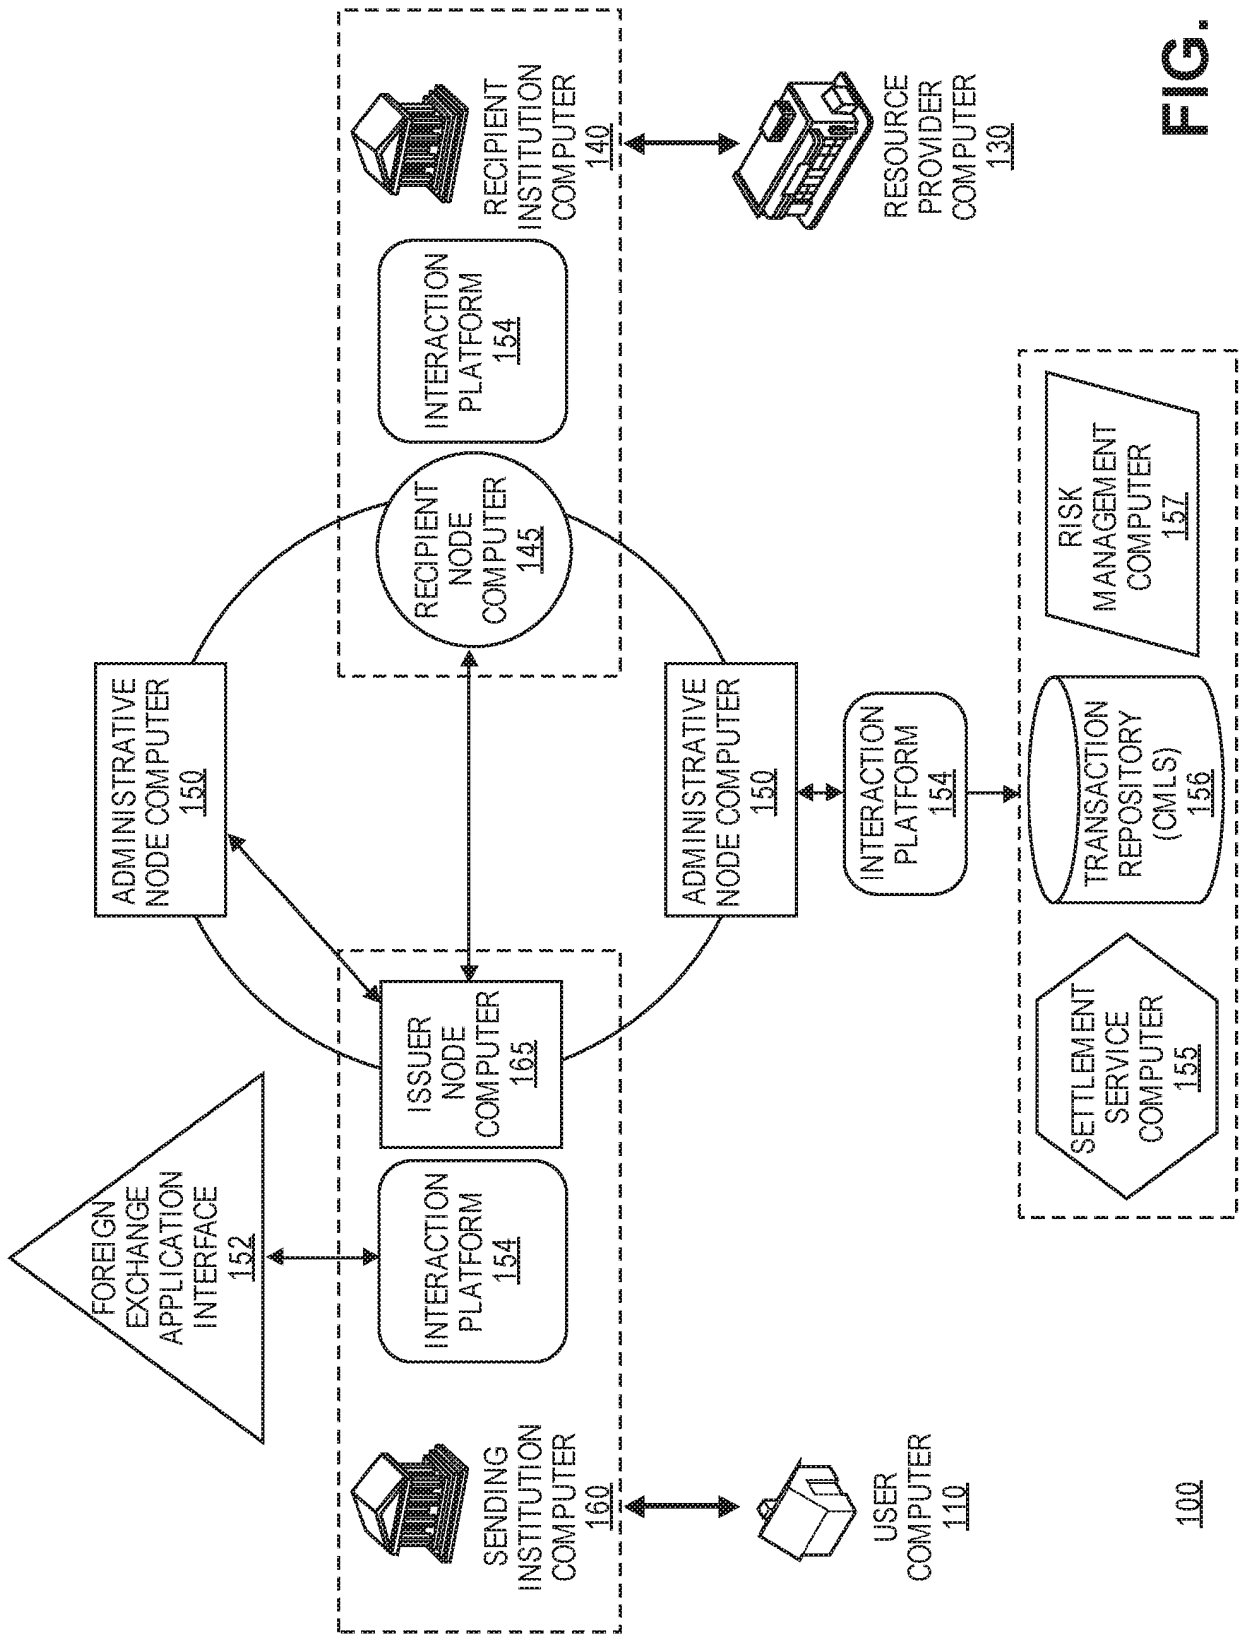 FOREIGN
EXCHANGE
APPLICATION
INTERFACE
152
ADMINISTRATIVE
NODE COMPUTER
150
SENDING
INSTITUTION
COMPUTER
160
INTERACTION
PLATFORM
154
ISSUER
NODE
COMPUTER
165
RECIPIENT
NODE
COMPUTER
145
INTERACTION
PLATFORM
154
RECIPIENT
INSTITUTION
COMPUTER
140
ADMINISTRATIVE
NODE COMPUTER
150
USER
COMPUTER
110
INTERACTION
PLATFORM
154
RESOURCE
PROVIDER
COMPUTER
130
SETTLEMENT
SERVICE
COMPUTER
155
TRANSACTION
REPOSITORY
(CMLS)
156
RISK
MANAGEMENT
COMPUTER
157
100
FIG.